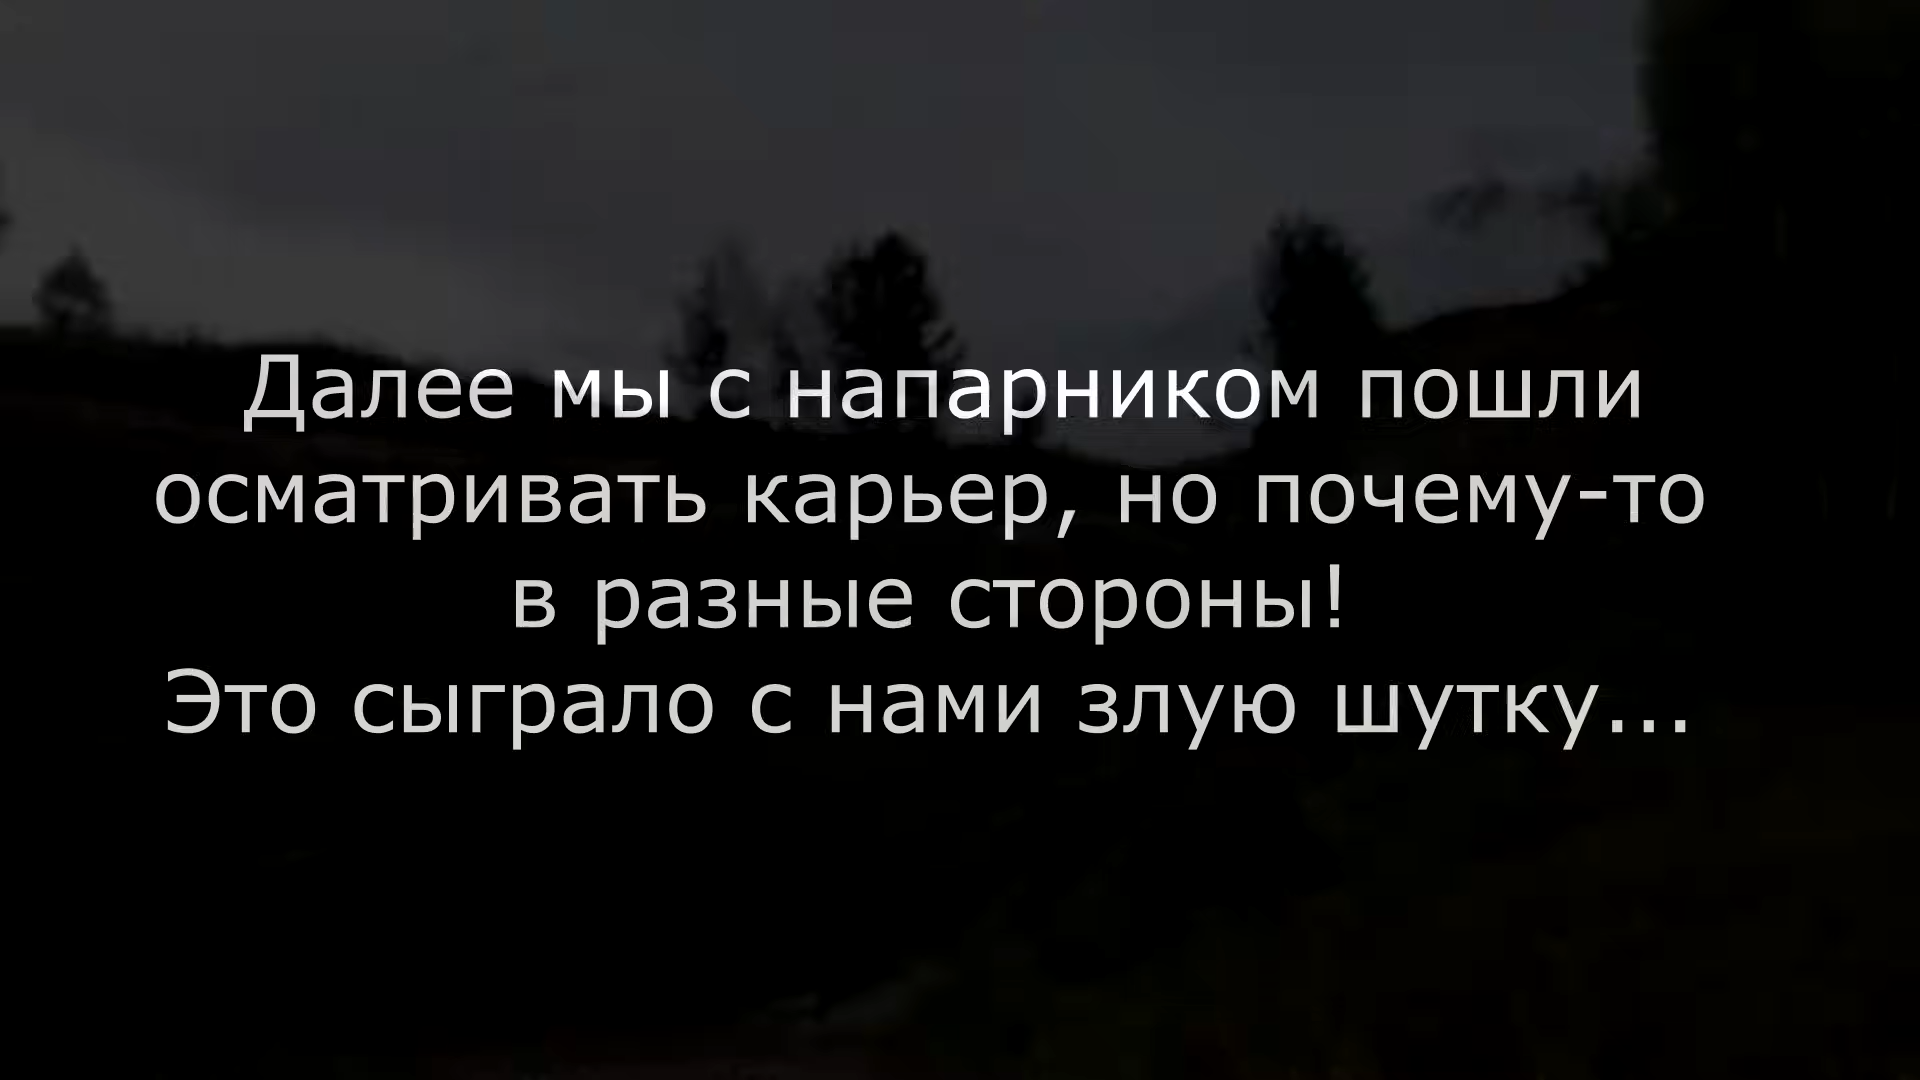 Далее мы с напарником пошли
осматривать карьер, но почему-то
в разные стороны!
Это сыграло с нами злую шутку...